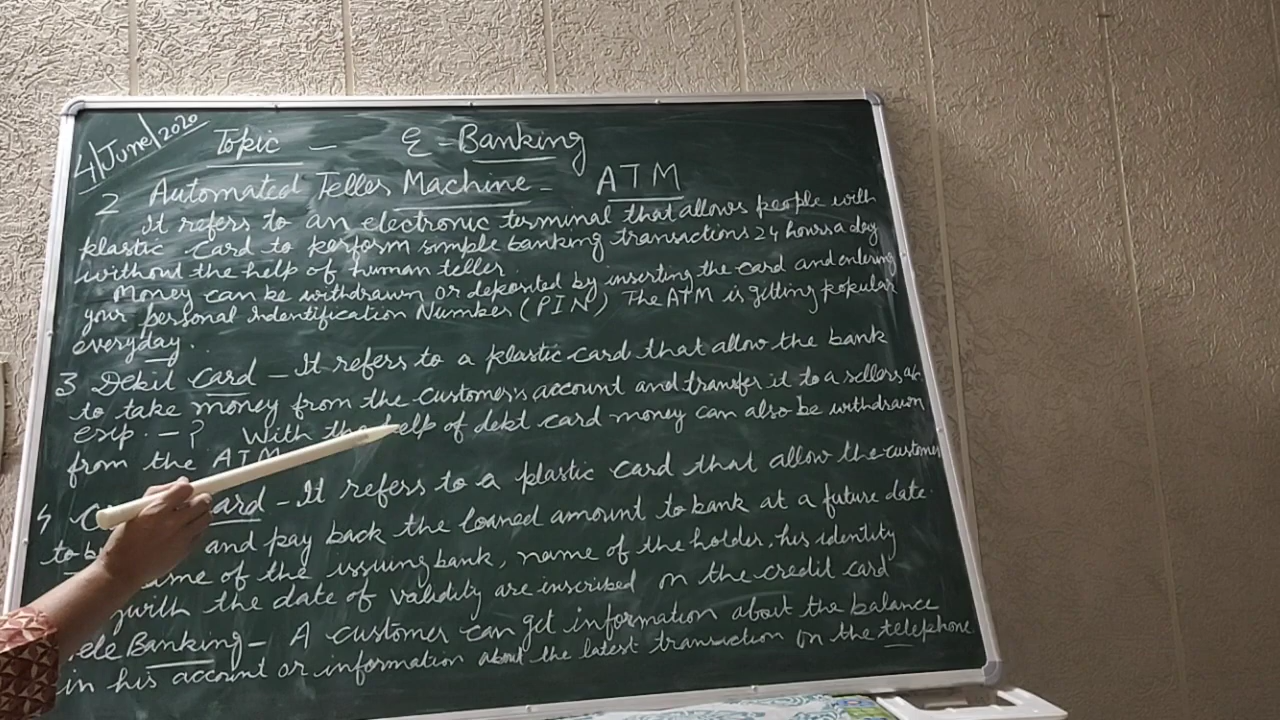 4/June/2020
Topic – E-Banking
2 Automated Teller Machine – ATM
It refers to an electronic terminal that allows people with
plastic card to perform simple banking transactions 24 hours a day
without the help of human teller.
Money can be withdrawn or deposited by inserting the card and entering
your personal indentification Number (PIN) The ATM is getting popular
everyday.
3 Debit Card – It refers to a plastic card that allow the bank
to take money from the customer's account and transfer it to a sellers a/c
With the help of debt card money can also be withdrawn
from the ATM
4 Card – It refers to a plastic card that allow the customer
to and pay back the loaned amount to bank at a future date.
name of the issuing bank, name of the holder, his identity
with the date of validity are inscribed on the credit card
Tele Banking – A customer can get information about the balance
in his account or information about the latest transaction on the telephone